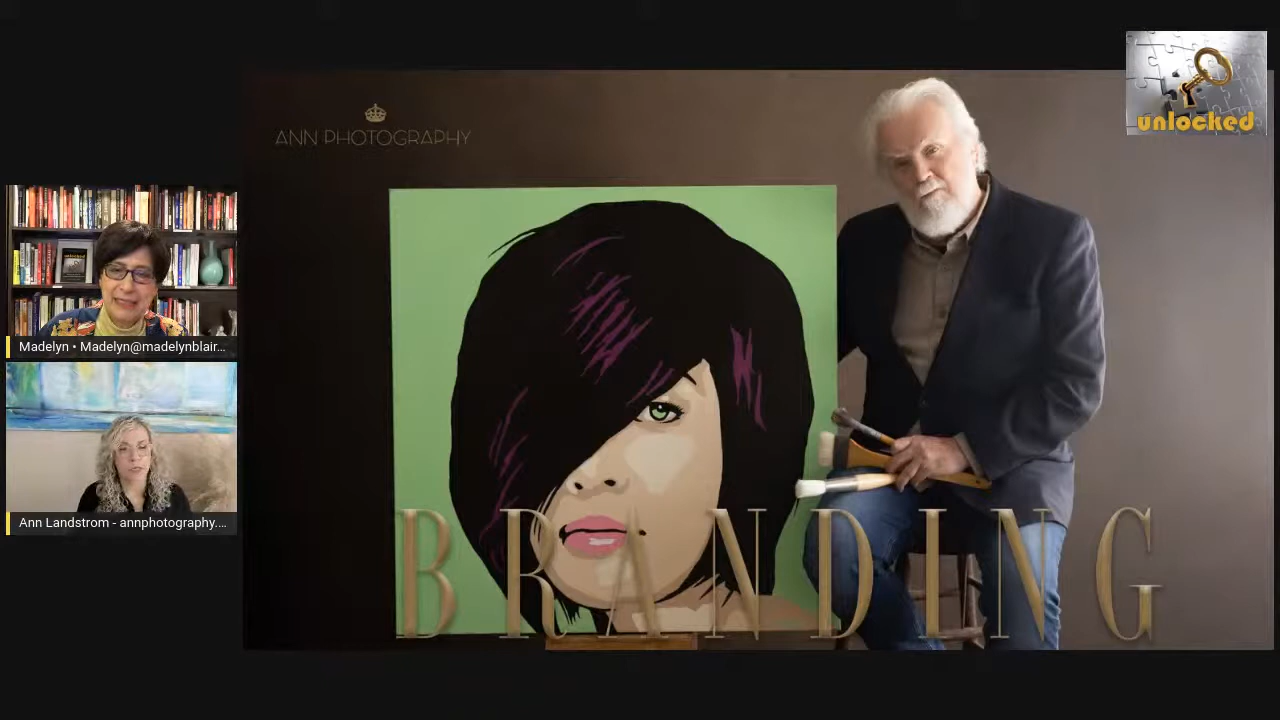 ANN PHOTOGRAPHY
unlocked
Madelyn • Madelyn@madelynblair...
Ann Landstrom - annphotography....
BRANDING